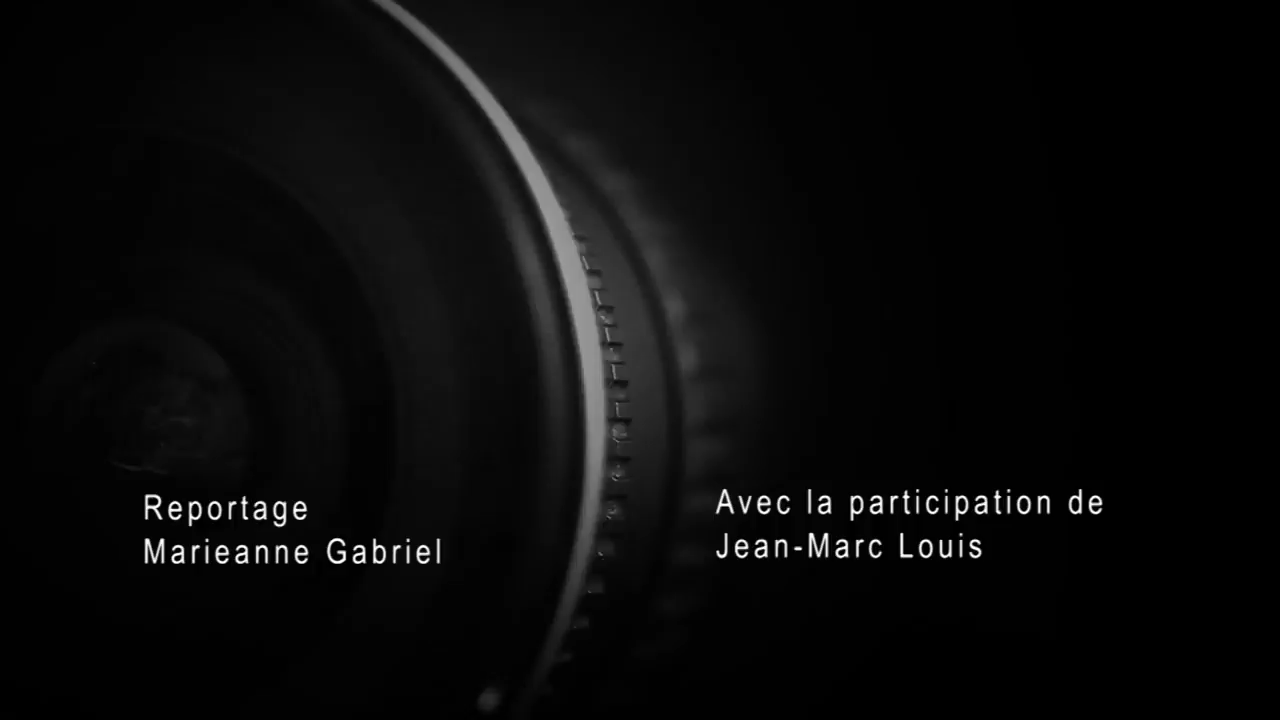 Reportage
Marieanne Gabriel
Avec la participation de
Jean-Marc Louis